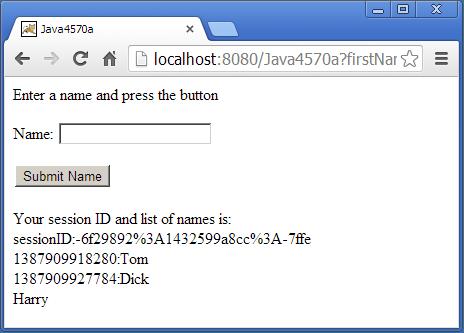 Java4570a
localhost:8080/Java4570a?firstNar
Enter a name and press the button
Name:
Submit Name
Your session ID and list of names is:
sessionID:-6f29892%3A1432599a8cc%3A-7ffe
1387909918280:Tom
1387909927784:Dick
Harry